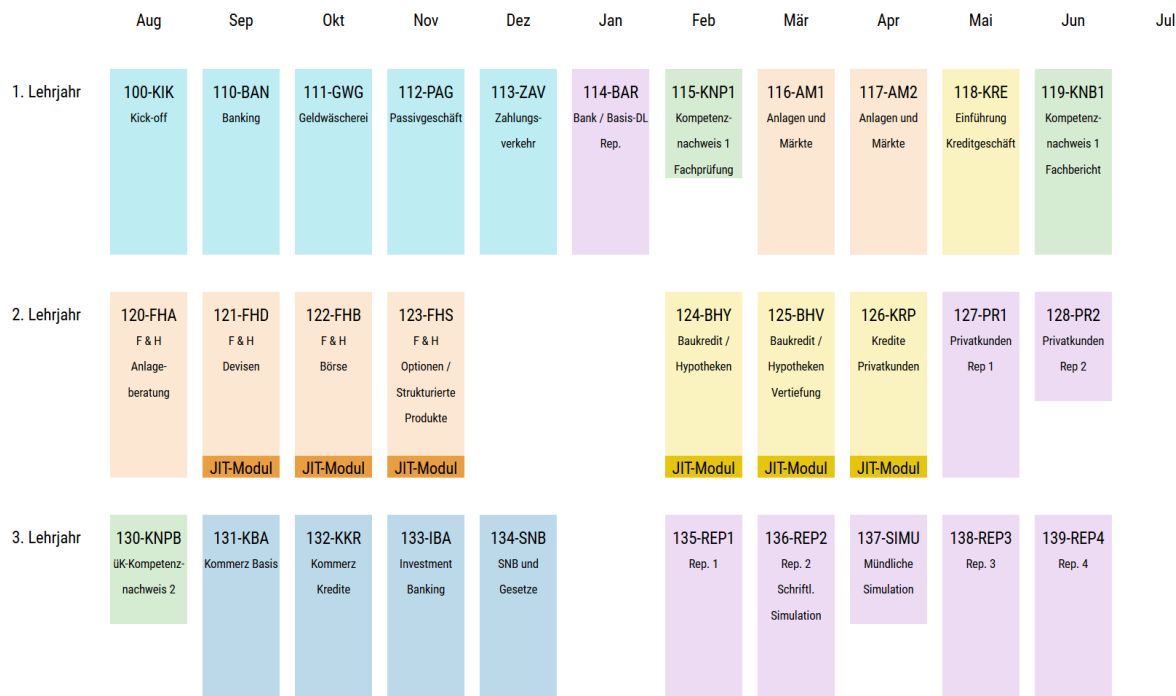 Aug Sep Okt Nov Dez Jan Feb Mär Apr Mai Jun Jul
1. Lehrjahr
100-KIK
Kick-off
110-BAN
Banking
111-GWG
Geldwäscherei
112-PAG
Passivgeschäft
113-ZAV
Zahlungs-
verkehr
114-BAR
Bank / Basis-DL
Rep.
115-KNP1
Kompetenz-
nachweis 1
Fachprüfung
116-AM1
Anlagen und
Märkte
117-AM2
Anlagen und
Märkte
118-KRE
Einführung
Kreditgeschäft
119-KNB1
Kompetenz-
nachweis 1
Fachbericht
2. Lehrjahr
120-FHA
F & H
Anlage-
beratung
121-FHD
F & H
Devisen
JIT-Modul
122-FHB
F & H
Börse
JIT-Modul
123-FHS
F & H
Optionen /
Strukturierte
Produkte
JIT-Modul
124-BHY
Baukredit /
Hypotheken
JIT-Modul
125-BHV
Baukredit /
Hypotheken
Vertiefung
JIT-Modul
126-KRP
Kredite
Privatkunden
JIT-Modul
127-PR1
Privatkunden
Rep 1
128-PR2
Privatkunden
Rep 2
3. Lehrjahr
130-KNPB
üK-Kompetenz-
nachweis 2
131-KBA
Kommerz Basis
132-KKR
Kommerz
Kredite
133-IBA
Investment
Banking
134-SNB
SNB und
Gesetze
135-REP1
Rep. 1
136-REP2
Rep. 2
Schriftl.
Simulation
137-SIMU
Mündliche
Simulation
138-REP3
Rep. 3
139-REP4
Rep. 4